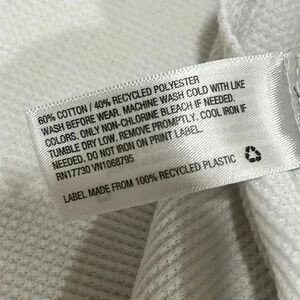 60% COTTON / 40% RECYCLED POLYESTER
WASH BEFORE WEAR. MACHINE WASH COLD WITH LIKE
COLORS. ONLY NON-CHLORINE BLEACH IF NEEDED.
TUMBLE DRY LOW. REMOVE PROMPTLY. COOL IRON IF
NEEDED. DO NOT IRON ON PRINT LABEL.
RN17730 VN1068795
LABEL MADE FROM 100% RECYCLED PLASTIC